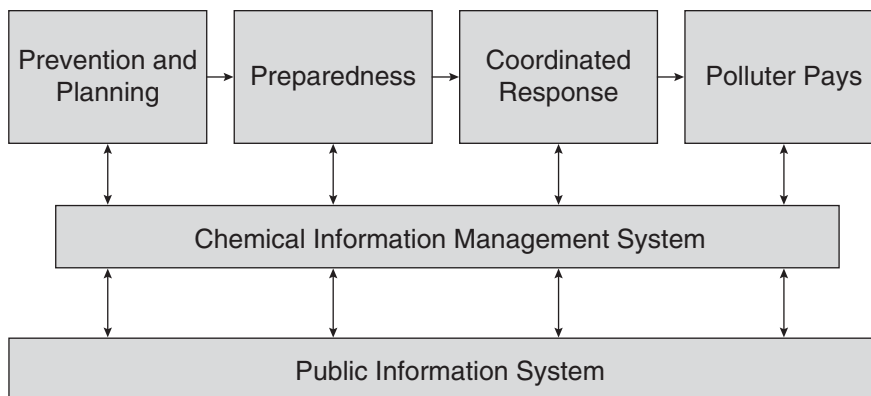 Prevention and
Planning
Preparedness
Coordinated
Response
Polluter Pays
Chemical Information Management System
Public Information System